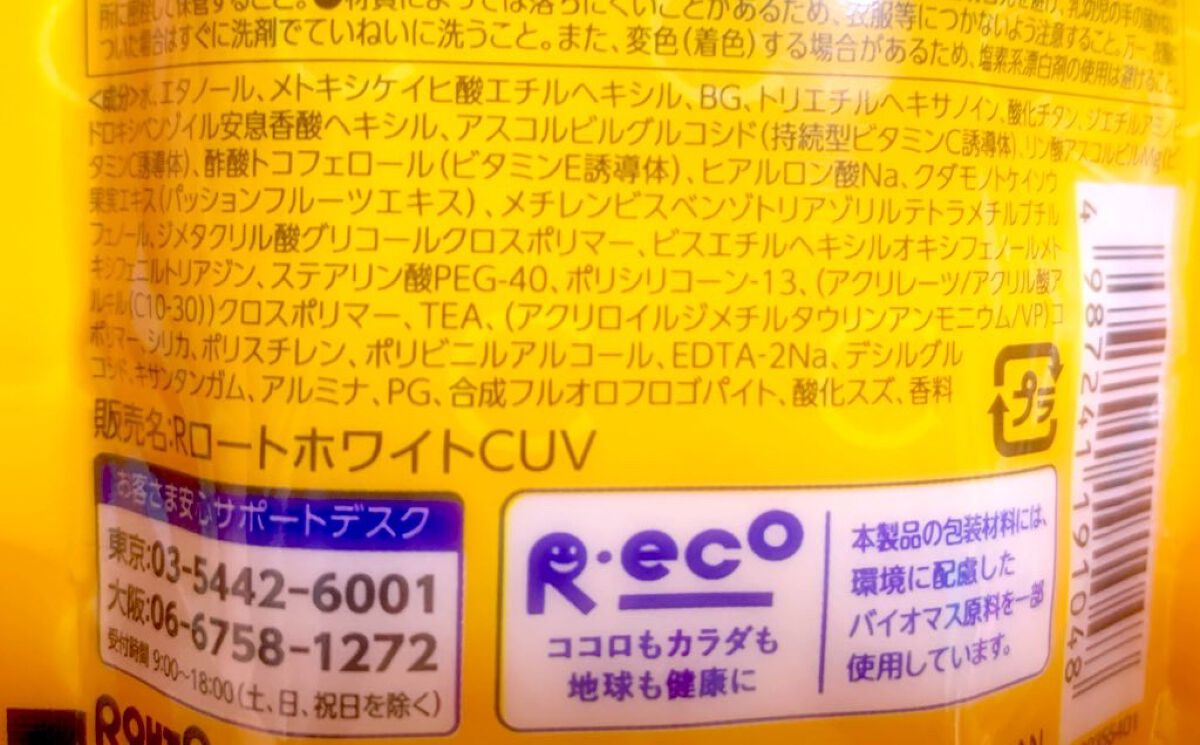 ついた場合はすぐに洗剤でていねいに洗うこと。また、変色(着色)する場合があるため、塩素系漂白剤の使用は避けること。
<成分>水、エタノール、メトキシケイヒ酸エチルヘキシル、BG、トリエチルヘキサノイン、酸化チタン、ジエチルアミノヒ
ドロキシベンゾイル安息香酸ヘキシル、アスコルビルグルコシド(持続型ビタミンC誘導体)、リン酸アスコルビルMg(ビ
タミンC誘導体)、酢酸トコフェロール(ビタミンE誘導体)、ヒアルロン酸Na、クダモノトケイソウ
果実エキス(パッションフルーツエキス)、メチレンビスベンゾトリアゾリルテトラメチルブチル
フェノール、ジメタクリル酸グリコールクロスポリマー、ビスエチルヘキシルオキシフェノールメト
キシフェニルトリアジン、ステアリン酸PEG-40、ポリシリコーン-13、(アクリレーツ/アクリル酸ア
ルキル(C10-30))クロスポリマー、TEA、(アクリロイルジメチルタウリンアンモニウム/VP)コ
ポリマー、シリカ、ポリスチレン、ポリビニルアルコール、EDTA-2Na、デシルグル
コシド、キサンタンガム、アルミナ、PG、合成フルオロフロゴパイト、酸化スズ、香料
プラ
販売名:RロートホワイトCUV
お客さま安心サポートデスク
東京:03-5442-6001
大阪:06-6758-1272
受付時間 9:00~18:00(土、日、祝日を除く)
R・eco
ココロもカラダも
地球も健康に
本製品の包装材料には、
環境に配慮した
バイオマス原料を一部
使用しています。
4 987241 191048
ROHTO